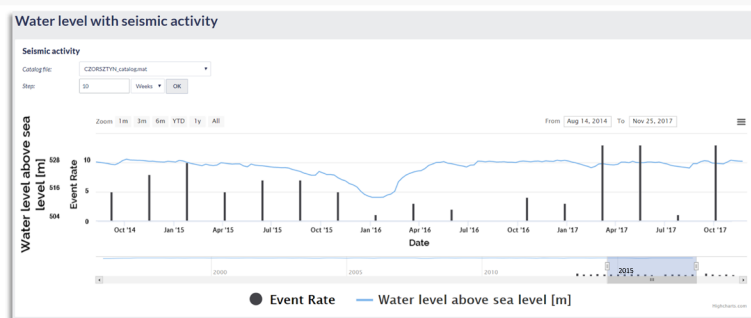 Water level with seismic activity
Seismic activity
Catalog file: CZORSZTYN_catalog.mat
Step: 10 Weeks OK
Zoom 1m 3m 6m YTD 1y All From Aug 14, 2014 To Nov 25, 2017
Water level above sea level [m]
528
516
504
Event Rate
10
5
0
Oct '14 Jan '15 Apr '15 Jul '15 Oct '15 Jan '16 Apr '16 Jul '16 Oct '16 Jan '17 Apr '17 Jul '17 Oct '17
Date
2000 2005 2010 2015
Event Rate Water level above sea level [m]
Highcharts.com